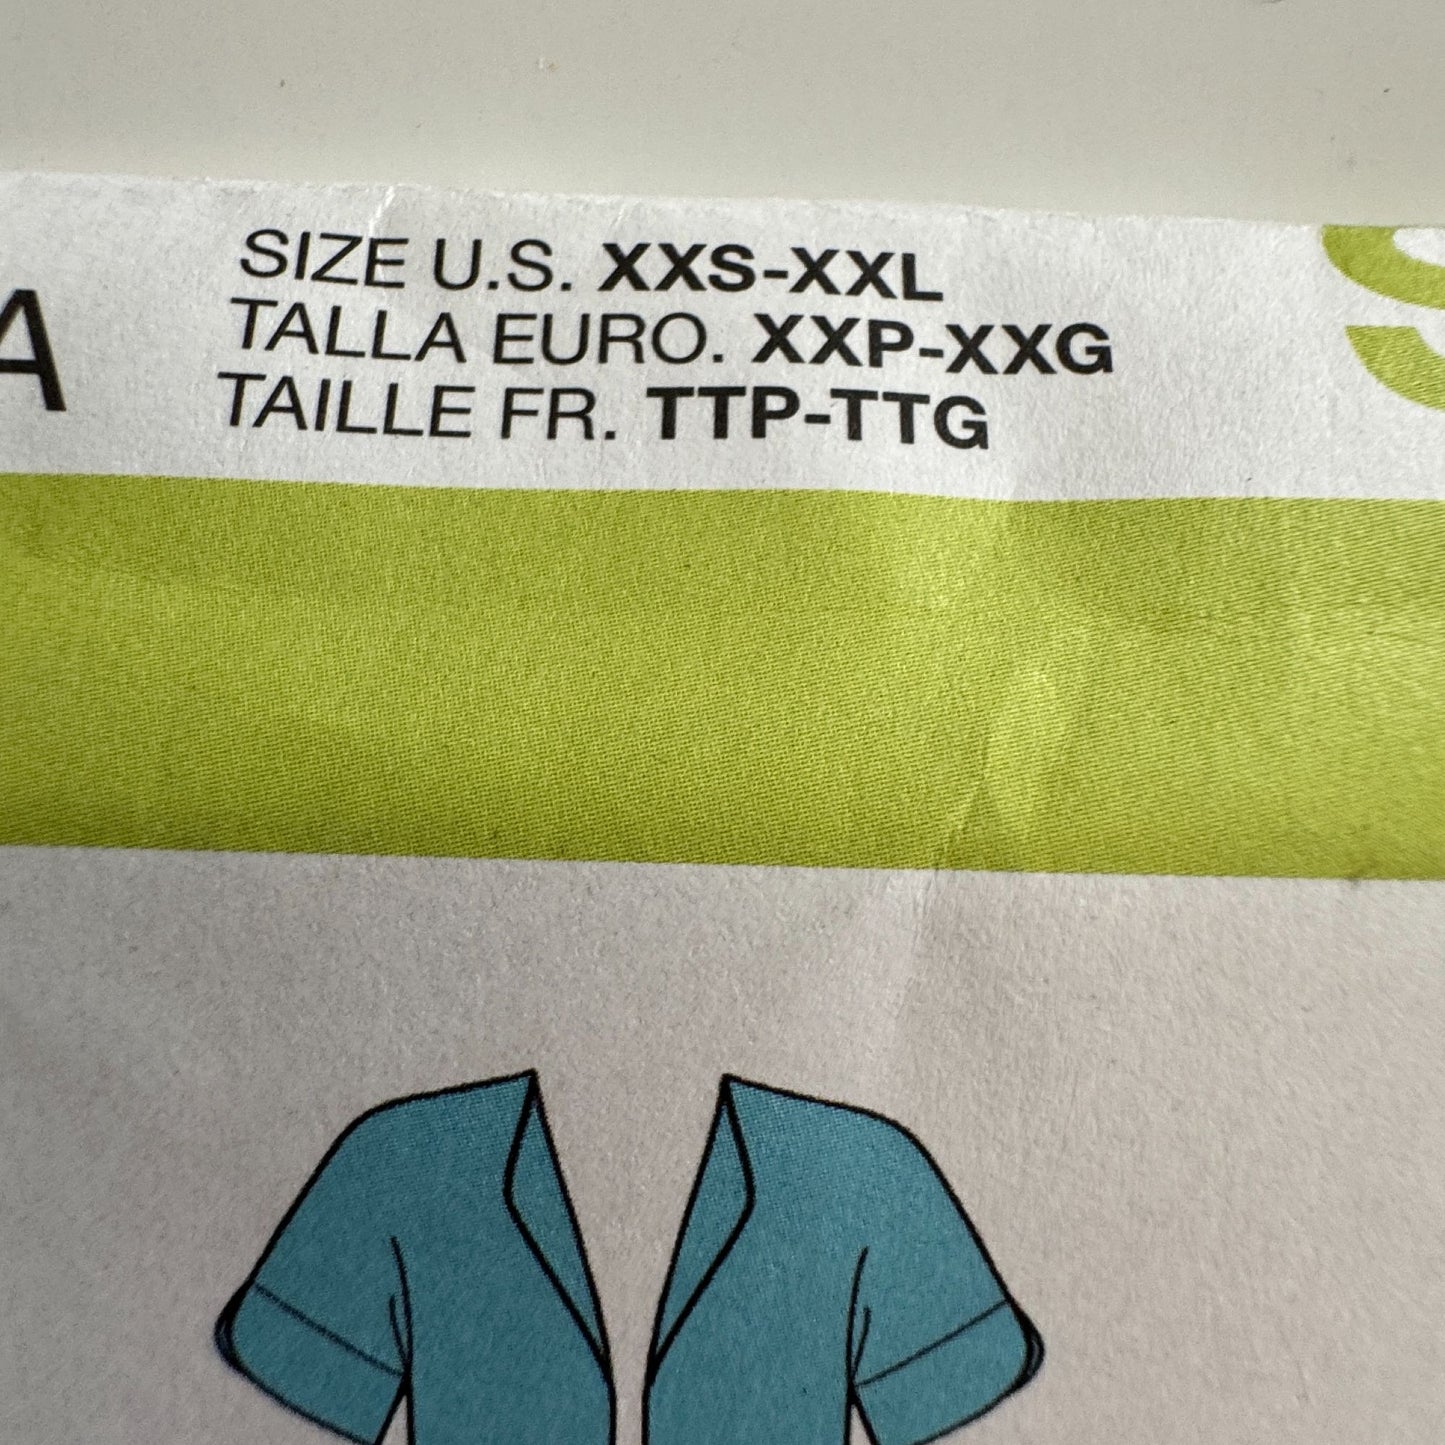 A
SIZE U.S. XXS-XXL
TALLA EURO. XXP-XXG
TAILLE FR. TTP-TTG